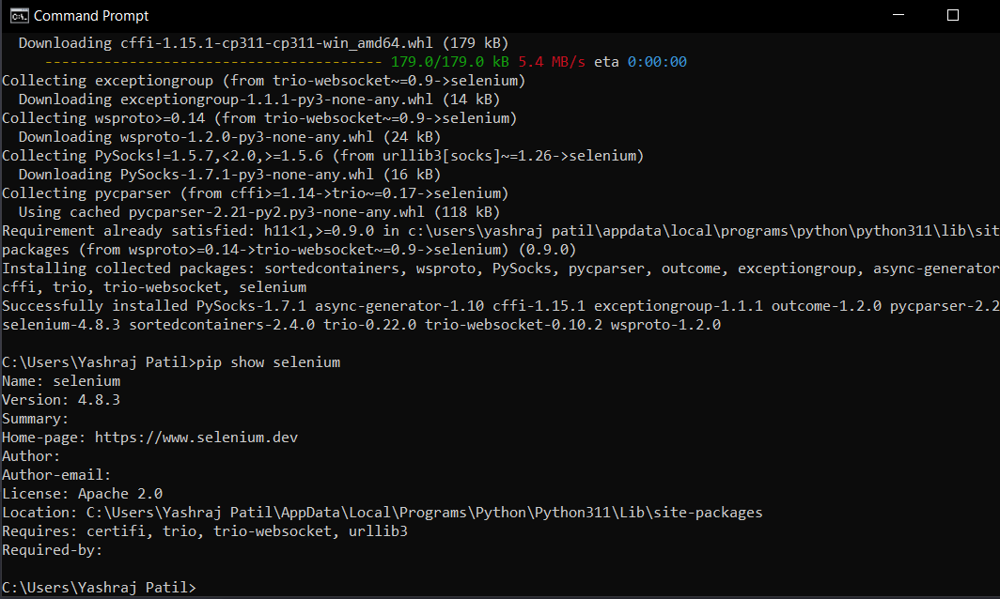 Command Prompt
Downloading cffi-1.15.1-cp311-cp311-win_amd64.whl (179 kB)
---------------------------------------- 179.0/179.0 kB 5.4 MB/s eta 0:00:00
Collecting exceptiongroup (from trio-websocket~=0.9->selenium)
Downloading exceptiongroup-1.1.1-py3-none-any.whl (14 kB)
Collecting wsproto>=0.14 (from trio-websocket~=0.9->selenium)
Downloading wsproto-1.2.0-py3-none-any.whl (24 kB)
Collecting PySocks!=1.5.7,<2.0,>=1.5.6 (from urllib3[socks]~=1.26->selenium)
Downloading PySocks-1.7.1-py3-none-any.whl (16 kB)
Collecting pycparser (from cffi>=1.14->trio~=0.17->selenium)
Using cached pycparser-2.21-py2.py3-none-any.whl (118 kB)
Requirement already satisfied: h11<1,>=0.9.0 in c:\users\yashraj patil\appdata\local\programs\python\python311\lib\site
packages (from wsproto>=0.14->trio-websocket~=0.9->selenium) (0.9.0)
Installing collected packages: sortedcontainers, wsproto, PySocks, pycparser, outcome, exceptiongroup, async-generator
cffi, trio, trio-websocket, selenium
Successfully installed PySocks-1.7.1 async-generator-1.10 cffi-1.15.1 exceptiongroup-1.1.1 outcome-1.2.0 pycparser-2.2
selenium-4.8.3 sortedcontainers-2.4.0 trio-0.22.0 trio-websocket-0.10.2 wsproto-1.2.0
C:\Users\Yashraj Patil>pip show selenium
Name: selenium
Version: 4.8.3
Summary:
Home-page: https://www.selenium.dev
Author:
Author-email:
License: Apache 2.0
Location: C:\Users\Yashraj Patil\AppData\Local\Programs\Python\Python311\Lib\site-packages
Requires: certifi, trio, trio-websocket, urllib3
Required-by:
C:\Users\Yashraj Patil>